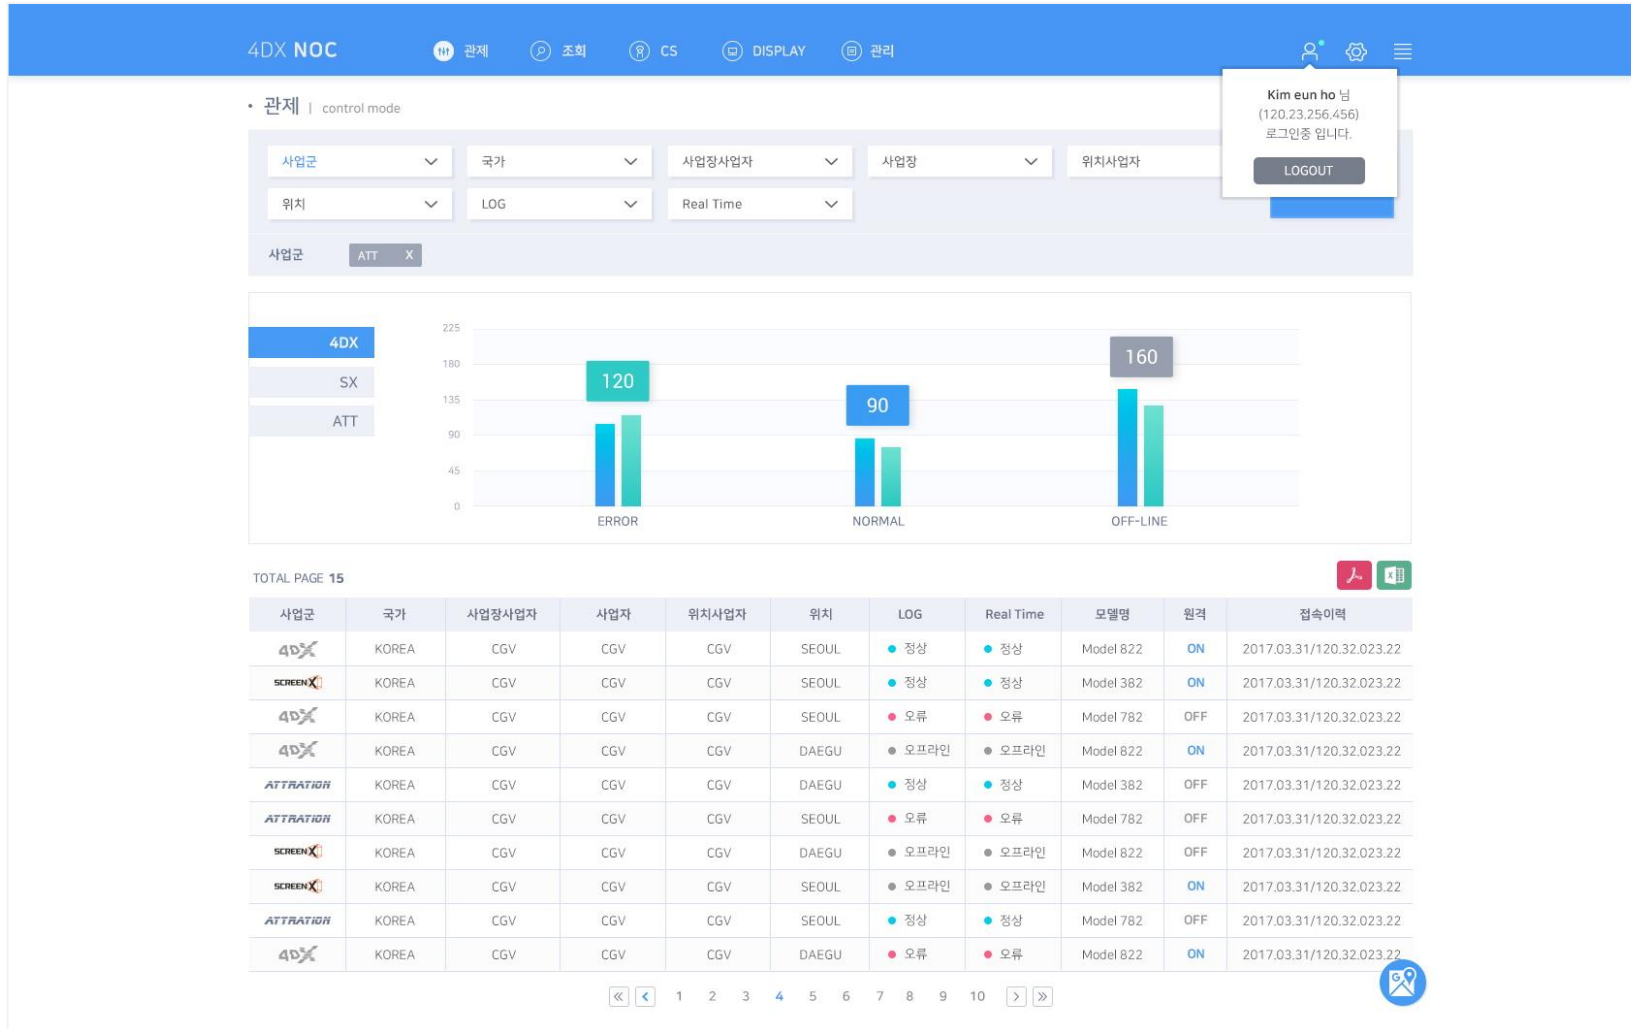 4DX NOC 관제 조회 CS DISPLAY 관리
관제 | control mode
Kim eun ho 님
(120.23.256.456)
로그인중 입니다.
LOGOUT
사업군 국가 사업장사업자 사업장 위치사업자
위치 LOG Real Time
사업군 ATT X
4DX
SX
ATT
225
180
135
90
45
0
120
90
160
ERROR NORMAL OFF-LINE
TOTAL PAGE 15
사업군 국가 사업장사업자 사업자 위치사업자 위치 LOG Real Time 모델명 원격 접속이력
4DX KOREA CGV CGV CGV SEOUL 정상 정상 Model 822 ON 2017.03.31/120.32.023.22
SCREENX KOREA CGV CGV CGV SEOUL 정상 정상 Model 382 ON 2017.03.31/120.32.023.22
4DX KOREA CGV CGV CGV SEOUL 오류 오류 Model 782 OFF 2017.03.31/120.32.023.22
4DX KOREA CGV CGV CGV DAEGU 오프라인 오프라인 Model 822 ON 2017.03.31/120.32.023.22
ATTRATION KOREA CGV CGV CGV DAEGU 정상 정상 Model 382 OFF 2017.03.31/120.32.023.22
ATTRATION KOREA CGV CGV CGV SEOUL 오류 오류 Model 782 OFF 2017.03.31/120.32.023.22
SCREENX KOREA CGV CGV CGV DAEGU 오프라인 오프라인 Model 822 OFF 2017.03.31/120.32.023.22
SCREENX KOREA CGV CGV CGV SEOUL 오프라인 오프라인 Model 382 ON 2017.03.31/120.32.023.22
ATTRATION KOREA CGV CGV CGV SEOUL 정상 정상 Model 782 OFF 2017.03.31/120.32.023.22
4DX KOREA CGV CGV CGV DAEGU 오류 오류 Model 822 ON 2017.03.31/120.32.023.22
« < 1 2 3 4 5 6 7 8 9 10 > »